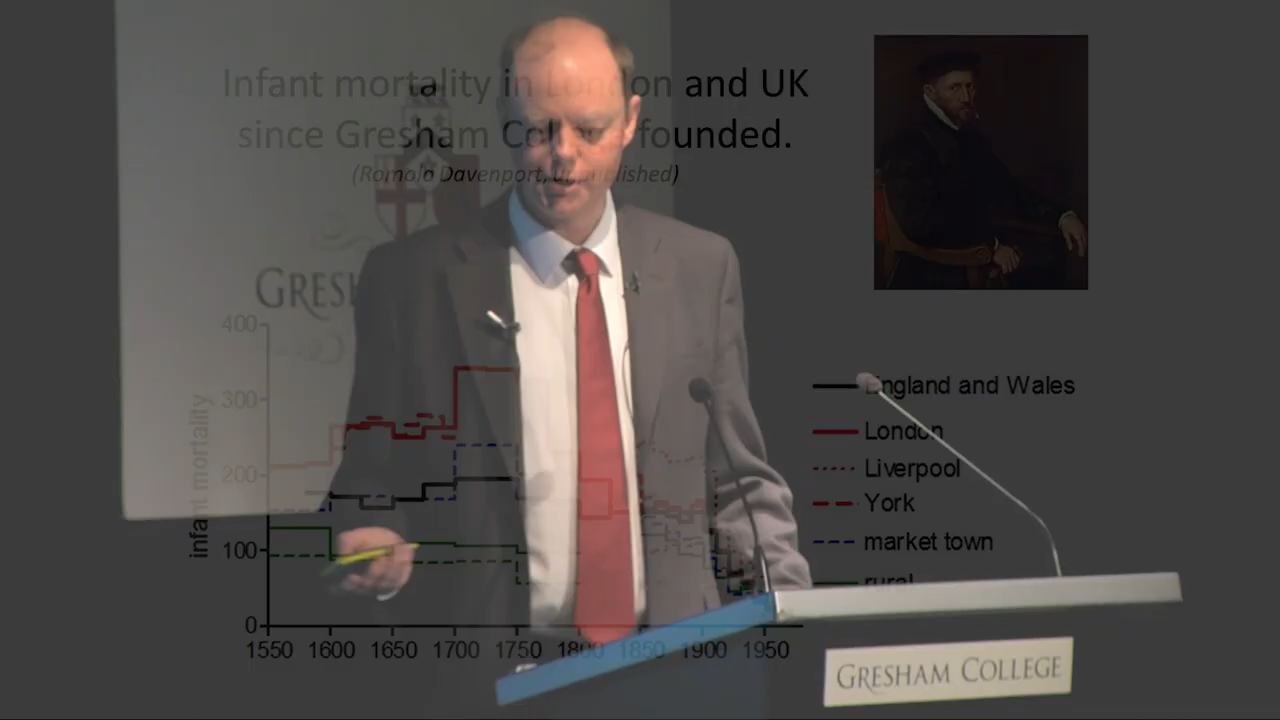 Infant mortality in London and UK
since Gresham College founded.
(Romola Davenport, unpublished)
GRESH
infant mortality
400
300
200
100
0
1550 1600 1650 1700 1750 1800 1850 1900 1950
England and Wales
London
Liverpool
York
market town
rural
GRESHAM COLLEGE